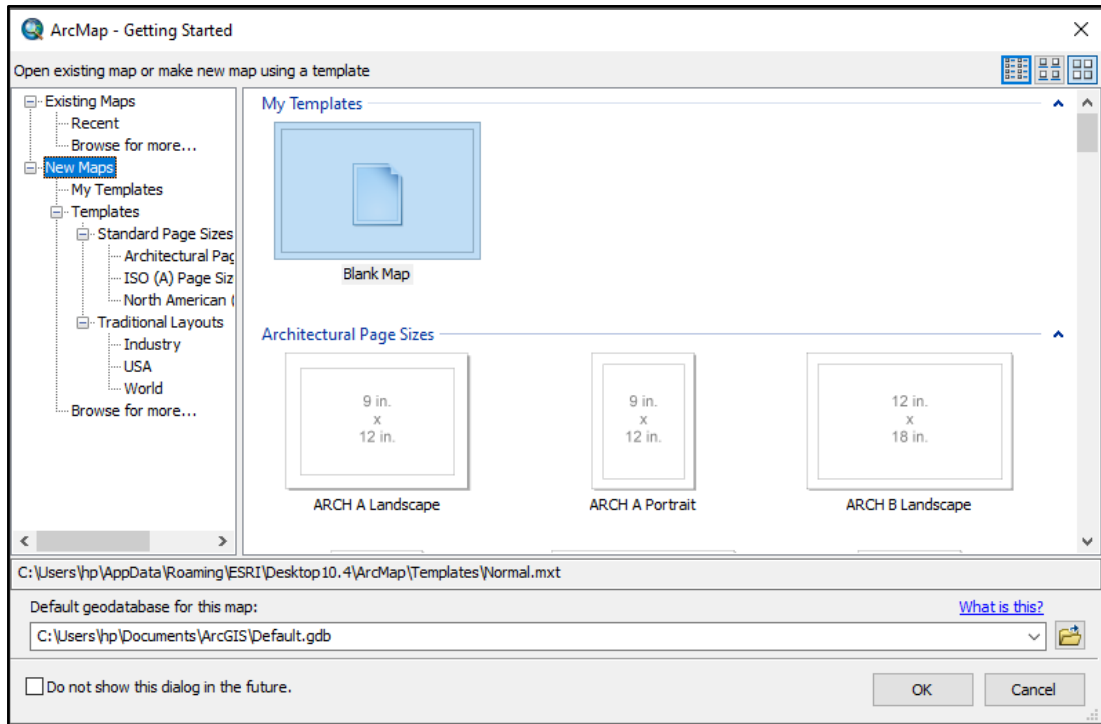 ArcMap - Getting Started
Open existing map or make new map using a template
Existing Maps
Recent
Browse for more...
New Maps
My Templates
Templates
Standard Page Sizes
Architectural Pag
ISO (A) Page Siz
North American (
Traditional Layouts
Industry
USA
World
Browse for more...
My Templates
Blank Map
Architectural Page Sizes
9 in.
x
12 in.
ARCH A Landscape
9 in.
x
12 in.
ARCH A Portrait
12 in.
x
18 in.
ARCH B Landscape
C:\Users\hp\AppData\Roaming\ESRI\Desktop10.4\ArcMap\Templates\Normal.mxt
Default geodatabase for this map:
What is this?
C:\Users\hp\Documents\ArcGIS\Default.gdb
Do not show this dialog in the future.
OK
Cancel